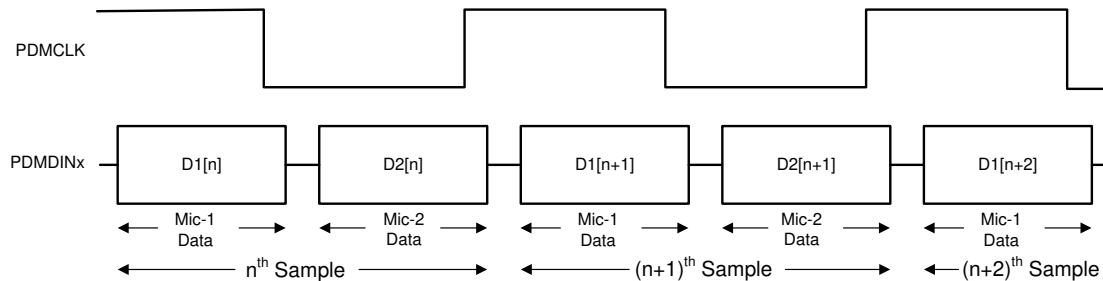 PDMCLK
PDMDINx
D1[n]
D2[n]
D1[n+1]
D2[n+1]
D1[n+2]
Mic-1
Data
Mic-2
Data
Mic-1
Data
Mic-2
Data
Mic-1
Data
nth Sample
(n+1)th Sample
(n+2)th Sample